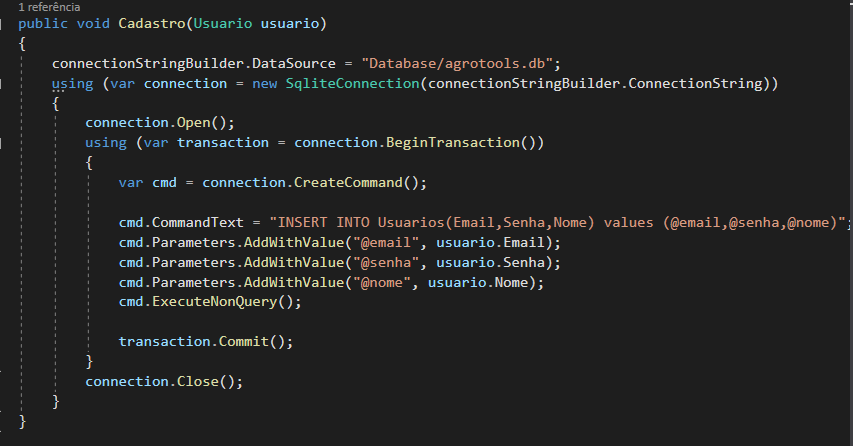 1 referência
public void Cadastro(Usuario usuario)
{
connectionStringBuilder.DataSource = "Database/agrotools.db";
using (var connection = new SqliteConnection(connectionStringBuilder.ConnectionString))
{
connection.Open();
using (var transaction = connection.BeginTransaction())
{
var cmd = connection.CreateCommand();
cmd.CommandText = "INSERT INTO Usuarios(Email,Senha,Nome) values (@email,@senha,@nome)";
cmd.Parameters.AddWithValue("@email", usuario.Email);
cmd.Parameters.AddWithValue("@senha", usuario.Senha);
cmd.Parameters.AddWithValue("@nome", usuario.Nome);
cmd.ExecuteNonQuery();
transaction.Commit();
}
connection.Close();
}
}